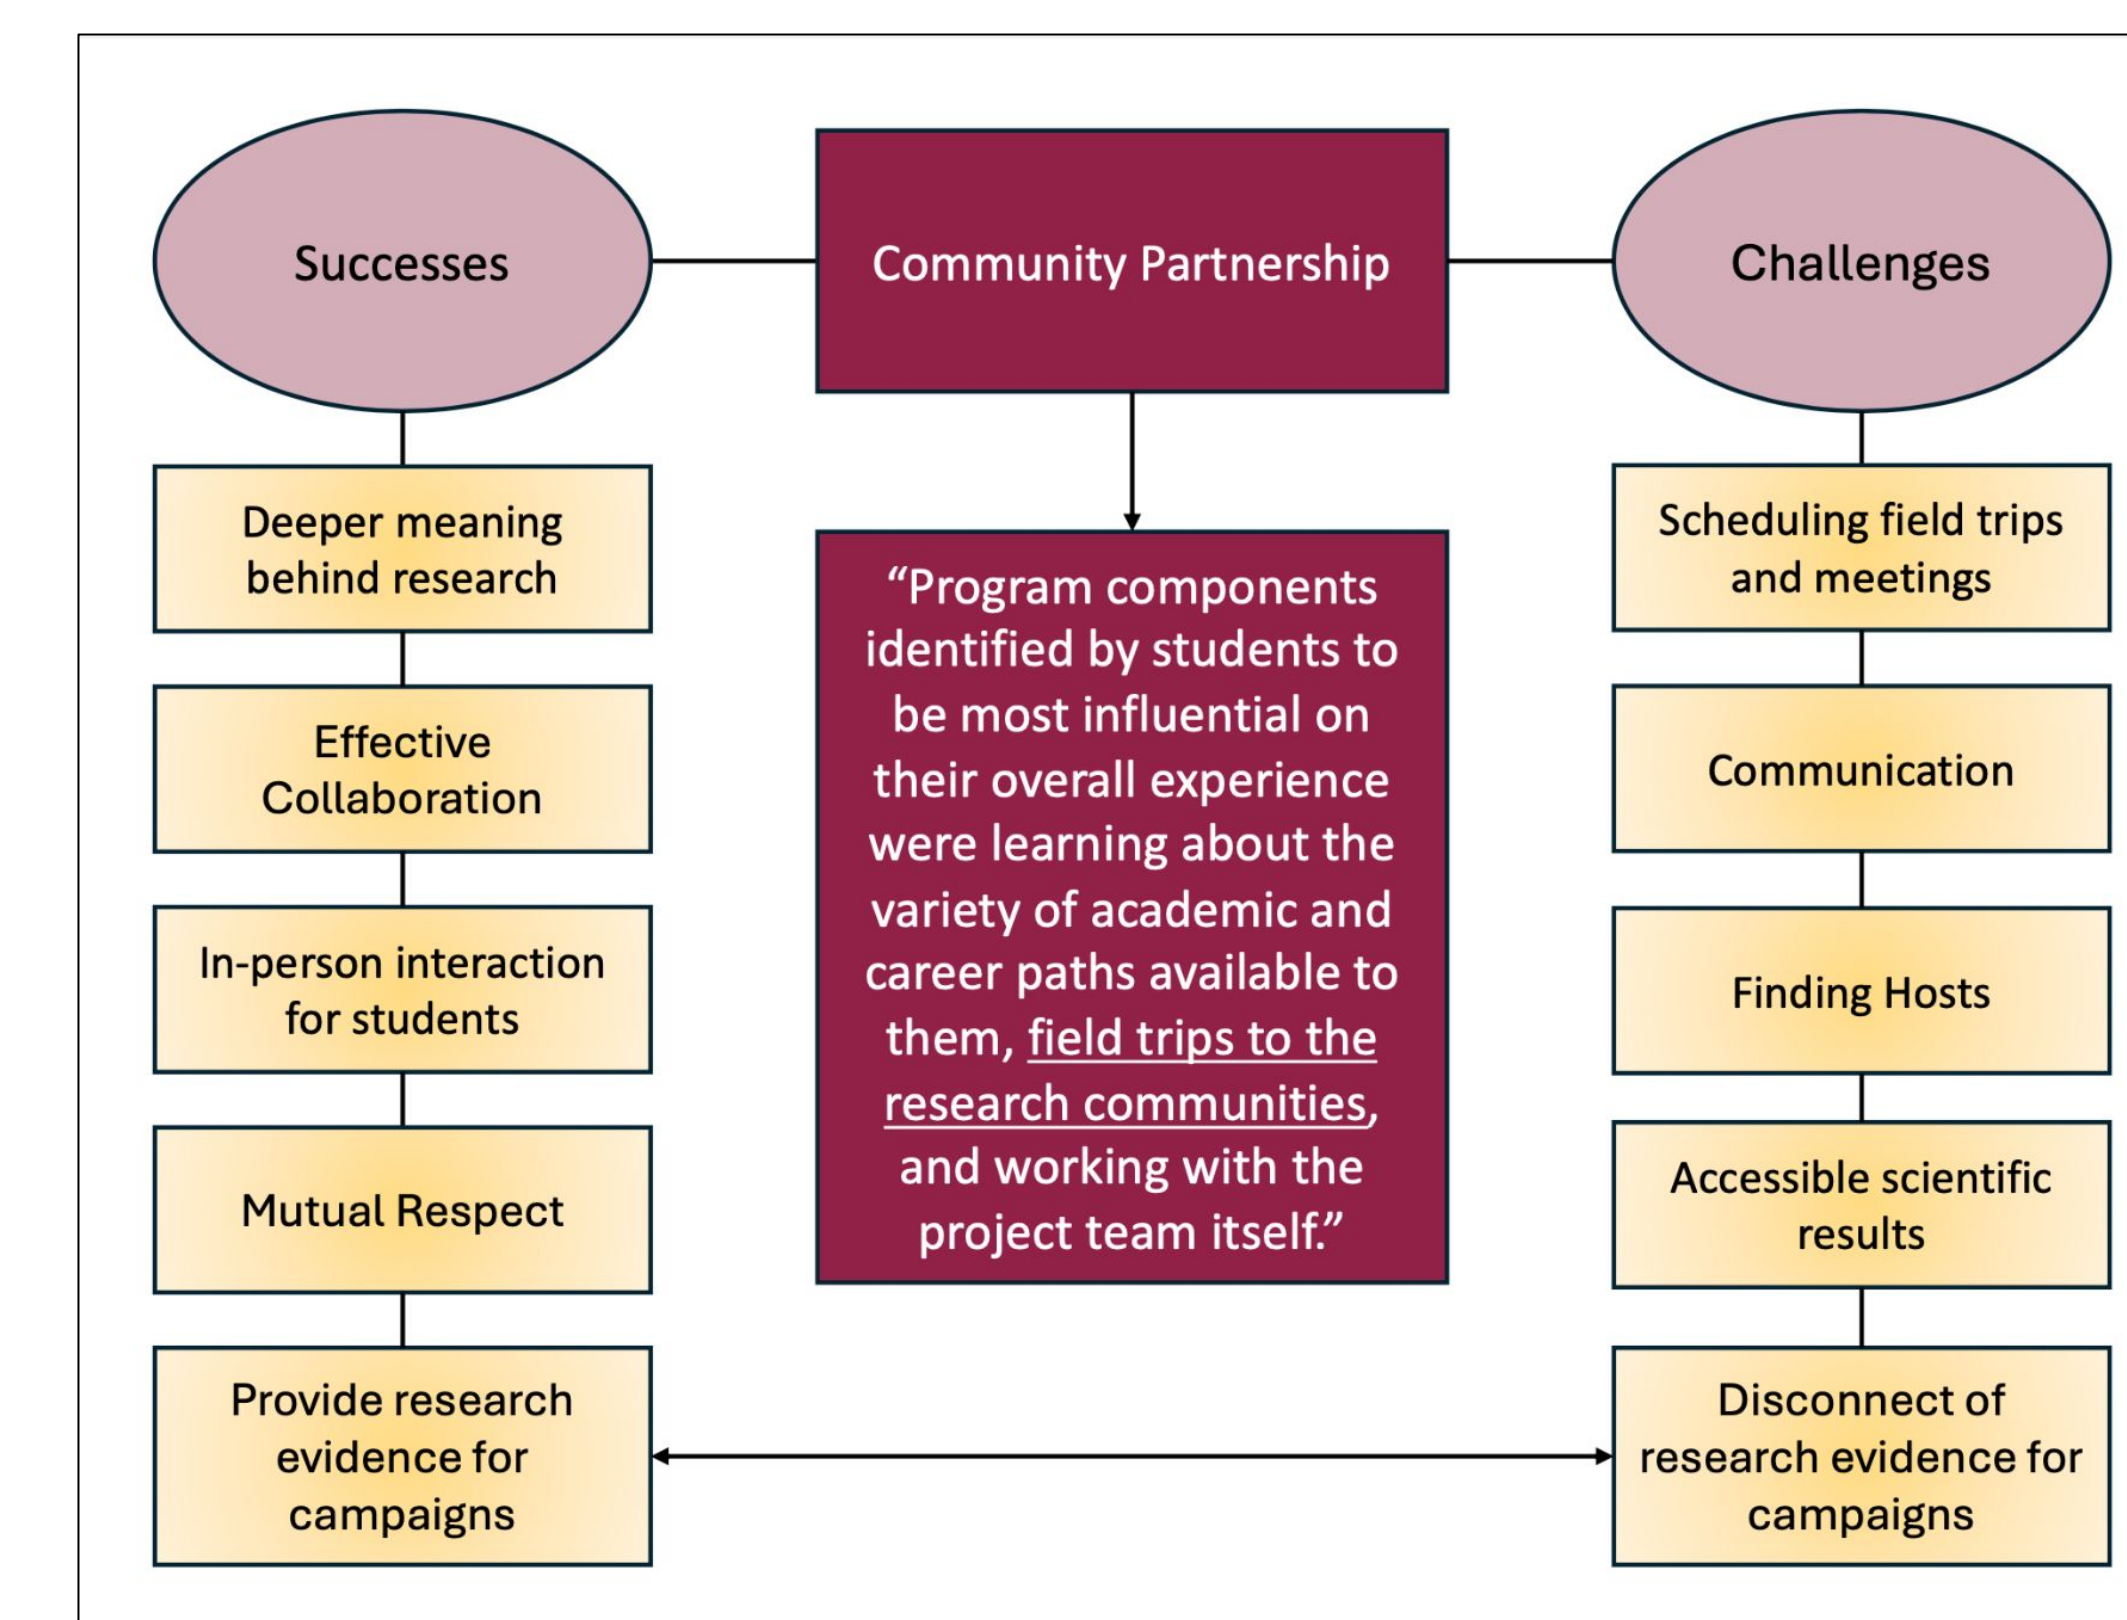 Successes
Deeper meaning
behind research
Effective
Collaboration
In-person interaction
for students
Mutual Respect
Provide research
evidence for
campaigns
Community Partnership
“Program components
identified by students to
be most influential on
their overall experience
were learning about the
variety of academic and
career paths available to
them, field trips to the
research communities,
and working with the
project team itself.”
Challenges
Scheduling field trips
and meetings
Communication
Finding Hosts
Accessible scientific
results
Disconnect of
research evidence for
campaigns